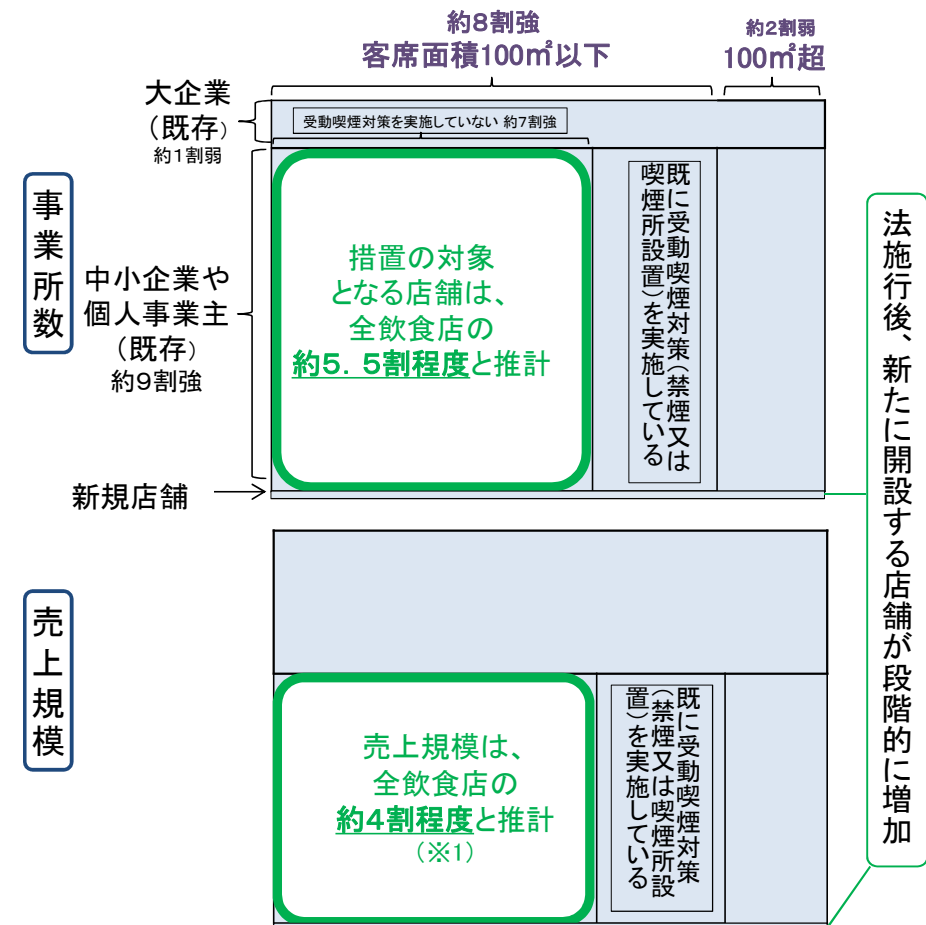 約8割強
客席面積100㎡以下
約2割弱
100㎡超
大企業
(既存)
約1割弱
受動喫煙対策を実施していない 約7割強
事業所数
中小企業や
個人事業主
(既存)
約9割強
措置の対象
となる店舗は、
全飲食店の
約5.5割程度と推計
既に受動喫煙対策(禁煙又は
喫煙所設置)を実施している
新規店舗
法施行後、新たに開設する店舗が段階的に増加
売上規模
売上規模は、
全飲食店の
約4割程度と推計
(※1)
既に受動喫煙対策
(禁煙又は喫煙所設
置)を実施している